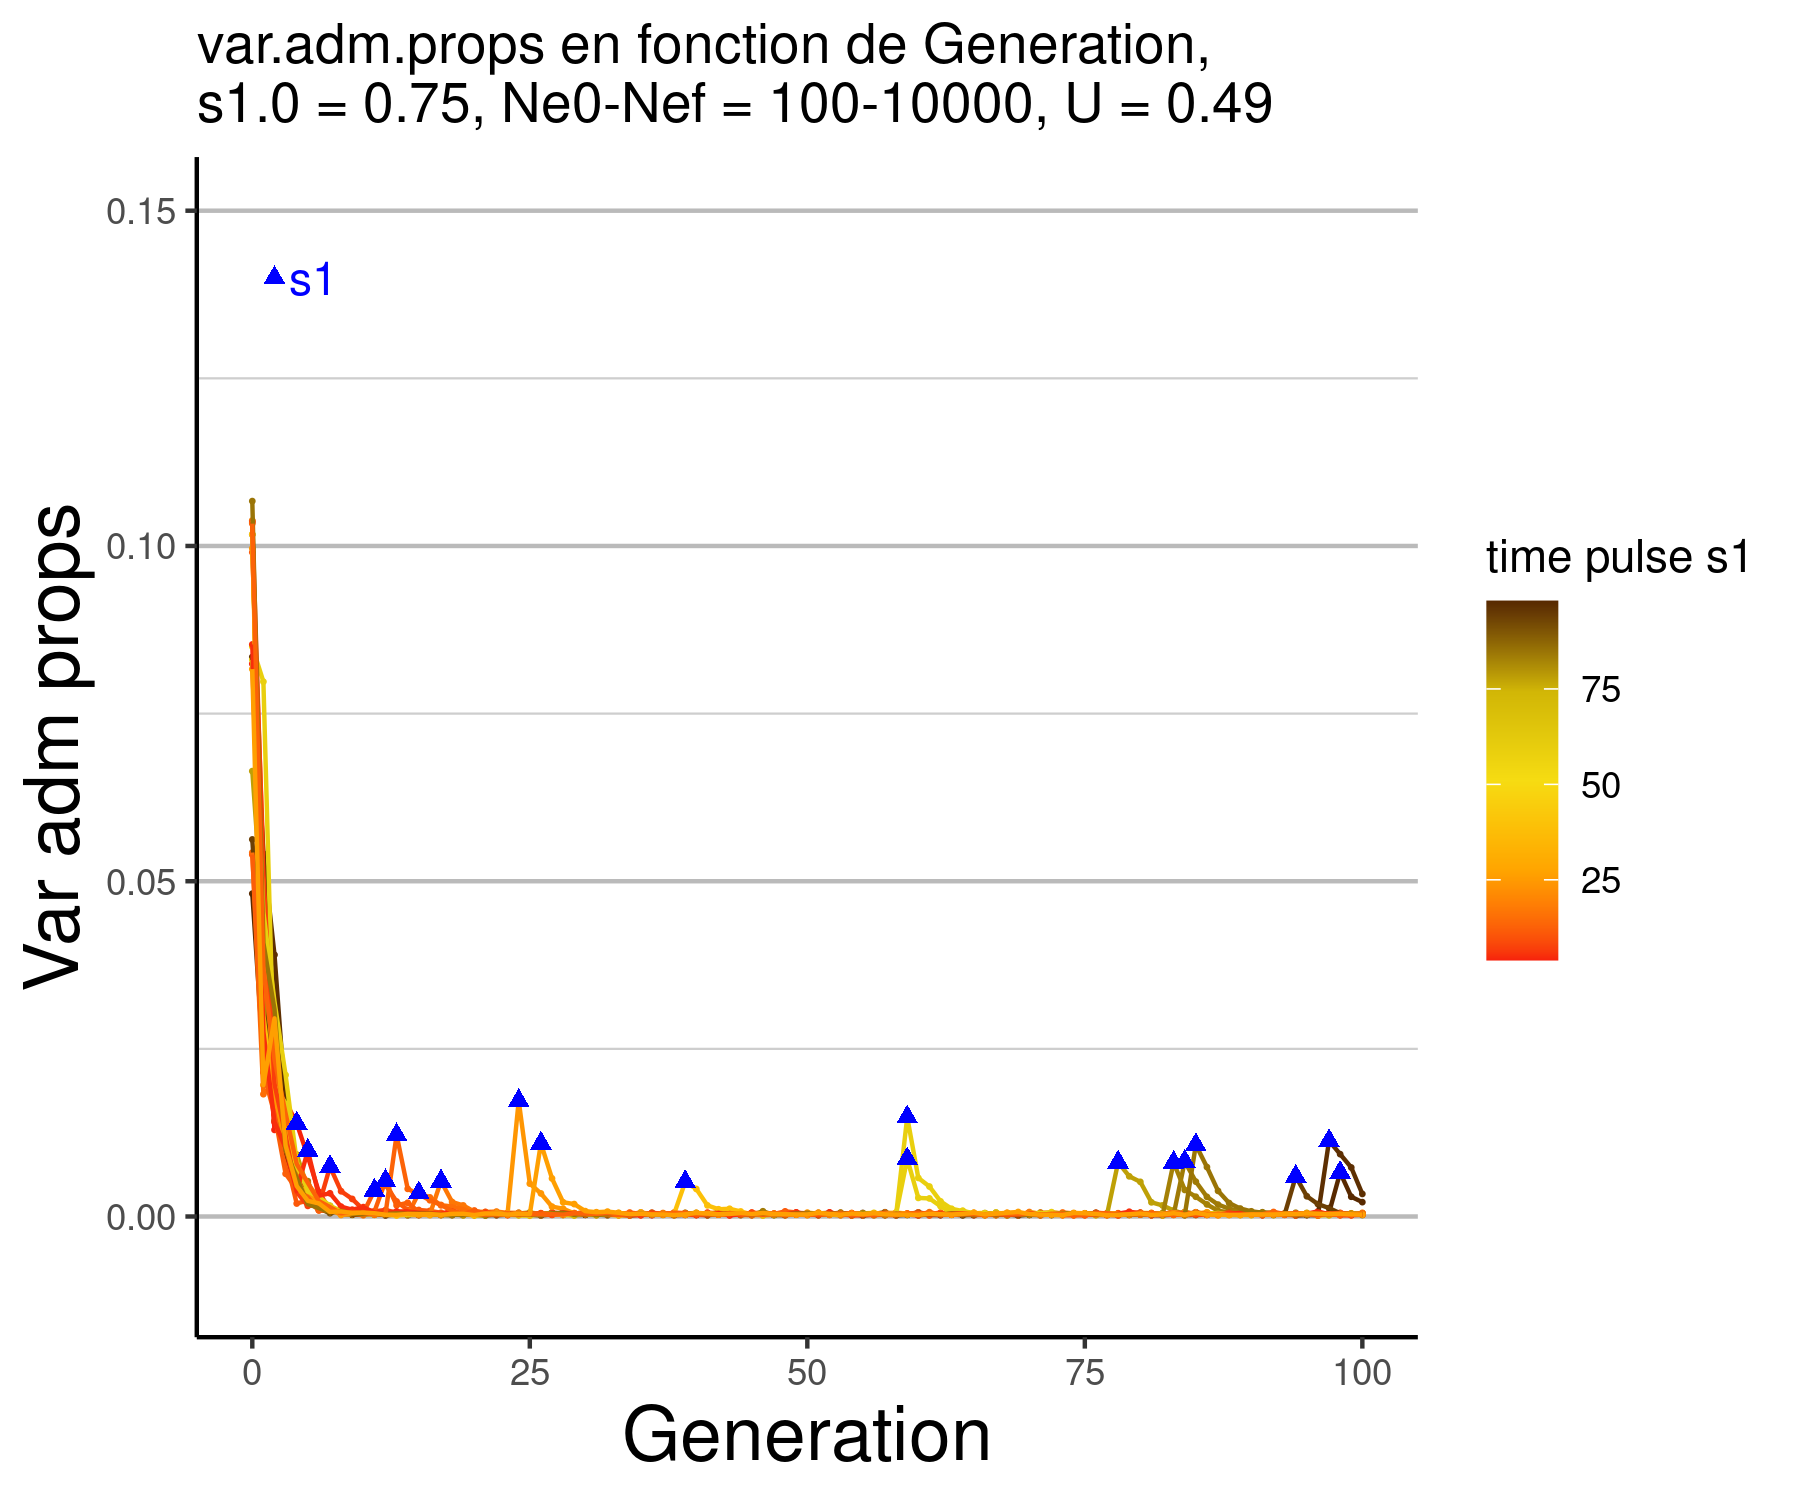 var.adm.props en fonction de Generation,
s1.0 = 0.75, Ne0-Nef = 100-10000, U = 0.49
0.15
s1
0.10
0.05
0.00
Var adm props
0
25
50
75
100
Generation
time pulse s1
75
50
25